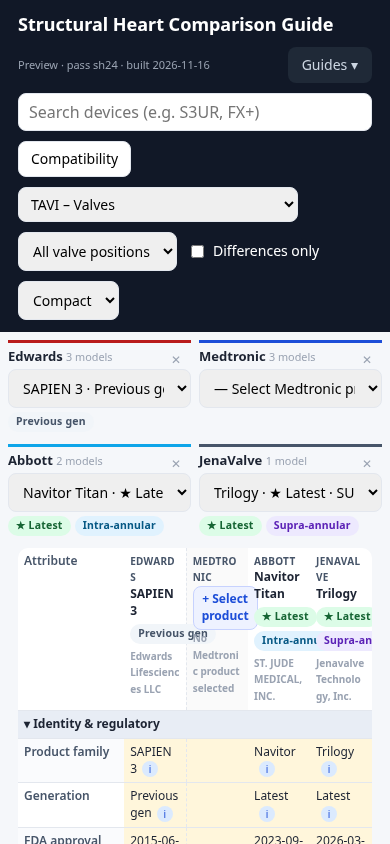 Structural Heart Comparison Guide
Preview · pass sh24 · built 2026-11-16
Guides ▾
Search devices (e.g. S3UR, FX+)
Compatibility
TAVI – Valves
All valve positions
Differences only
Compact
Edwards 3 models ×
Medtronic 3 models ×
SAPIEN 3 · Previous ge
— Select Medtronic pr
Previous gen
Abbott 2 models ×
JenaValve 1 model ×
Navitor Titan · ★ Late
Trilogy · ★ Latest · SU
★ Latest Intra-annular
★ Latest Supra-annular
Attribute
EDWARD
S
SAPIEN
3
Previous gen
Edwards
Lifescienc
es LLC
MEDTRO
NIC
+ Select
product
No
Medtroni
c product
selected
ABBOTT
Navitor
Titan
★ Latest
Intra-annu
ST. JUDE
MEDICAL,
INC.
JENAVAL
VE
Trilogy
★ Latest
Supra-an
Jenavalve
Technolo
gy, Inc.
▾ Identity & regulatory
Product family
SAPIEN
3 i
Navitor
i
Trilogy
i
Generation
Previous
gen i
Latest
i
Latest
i
FDA approval
2015-06-
2023-09-
2026-03-